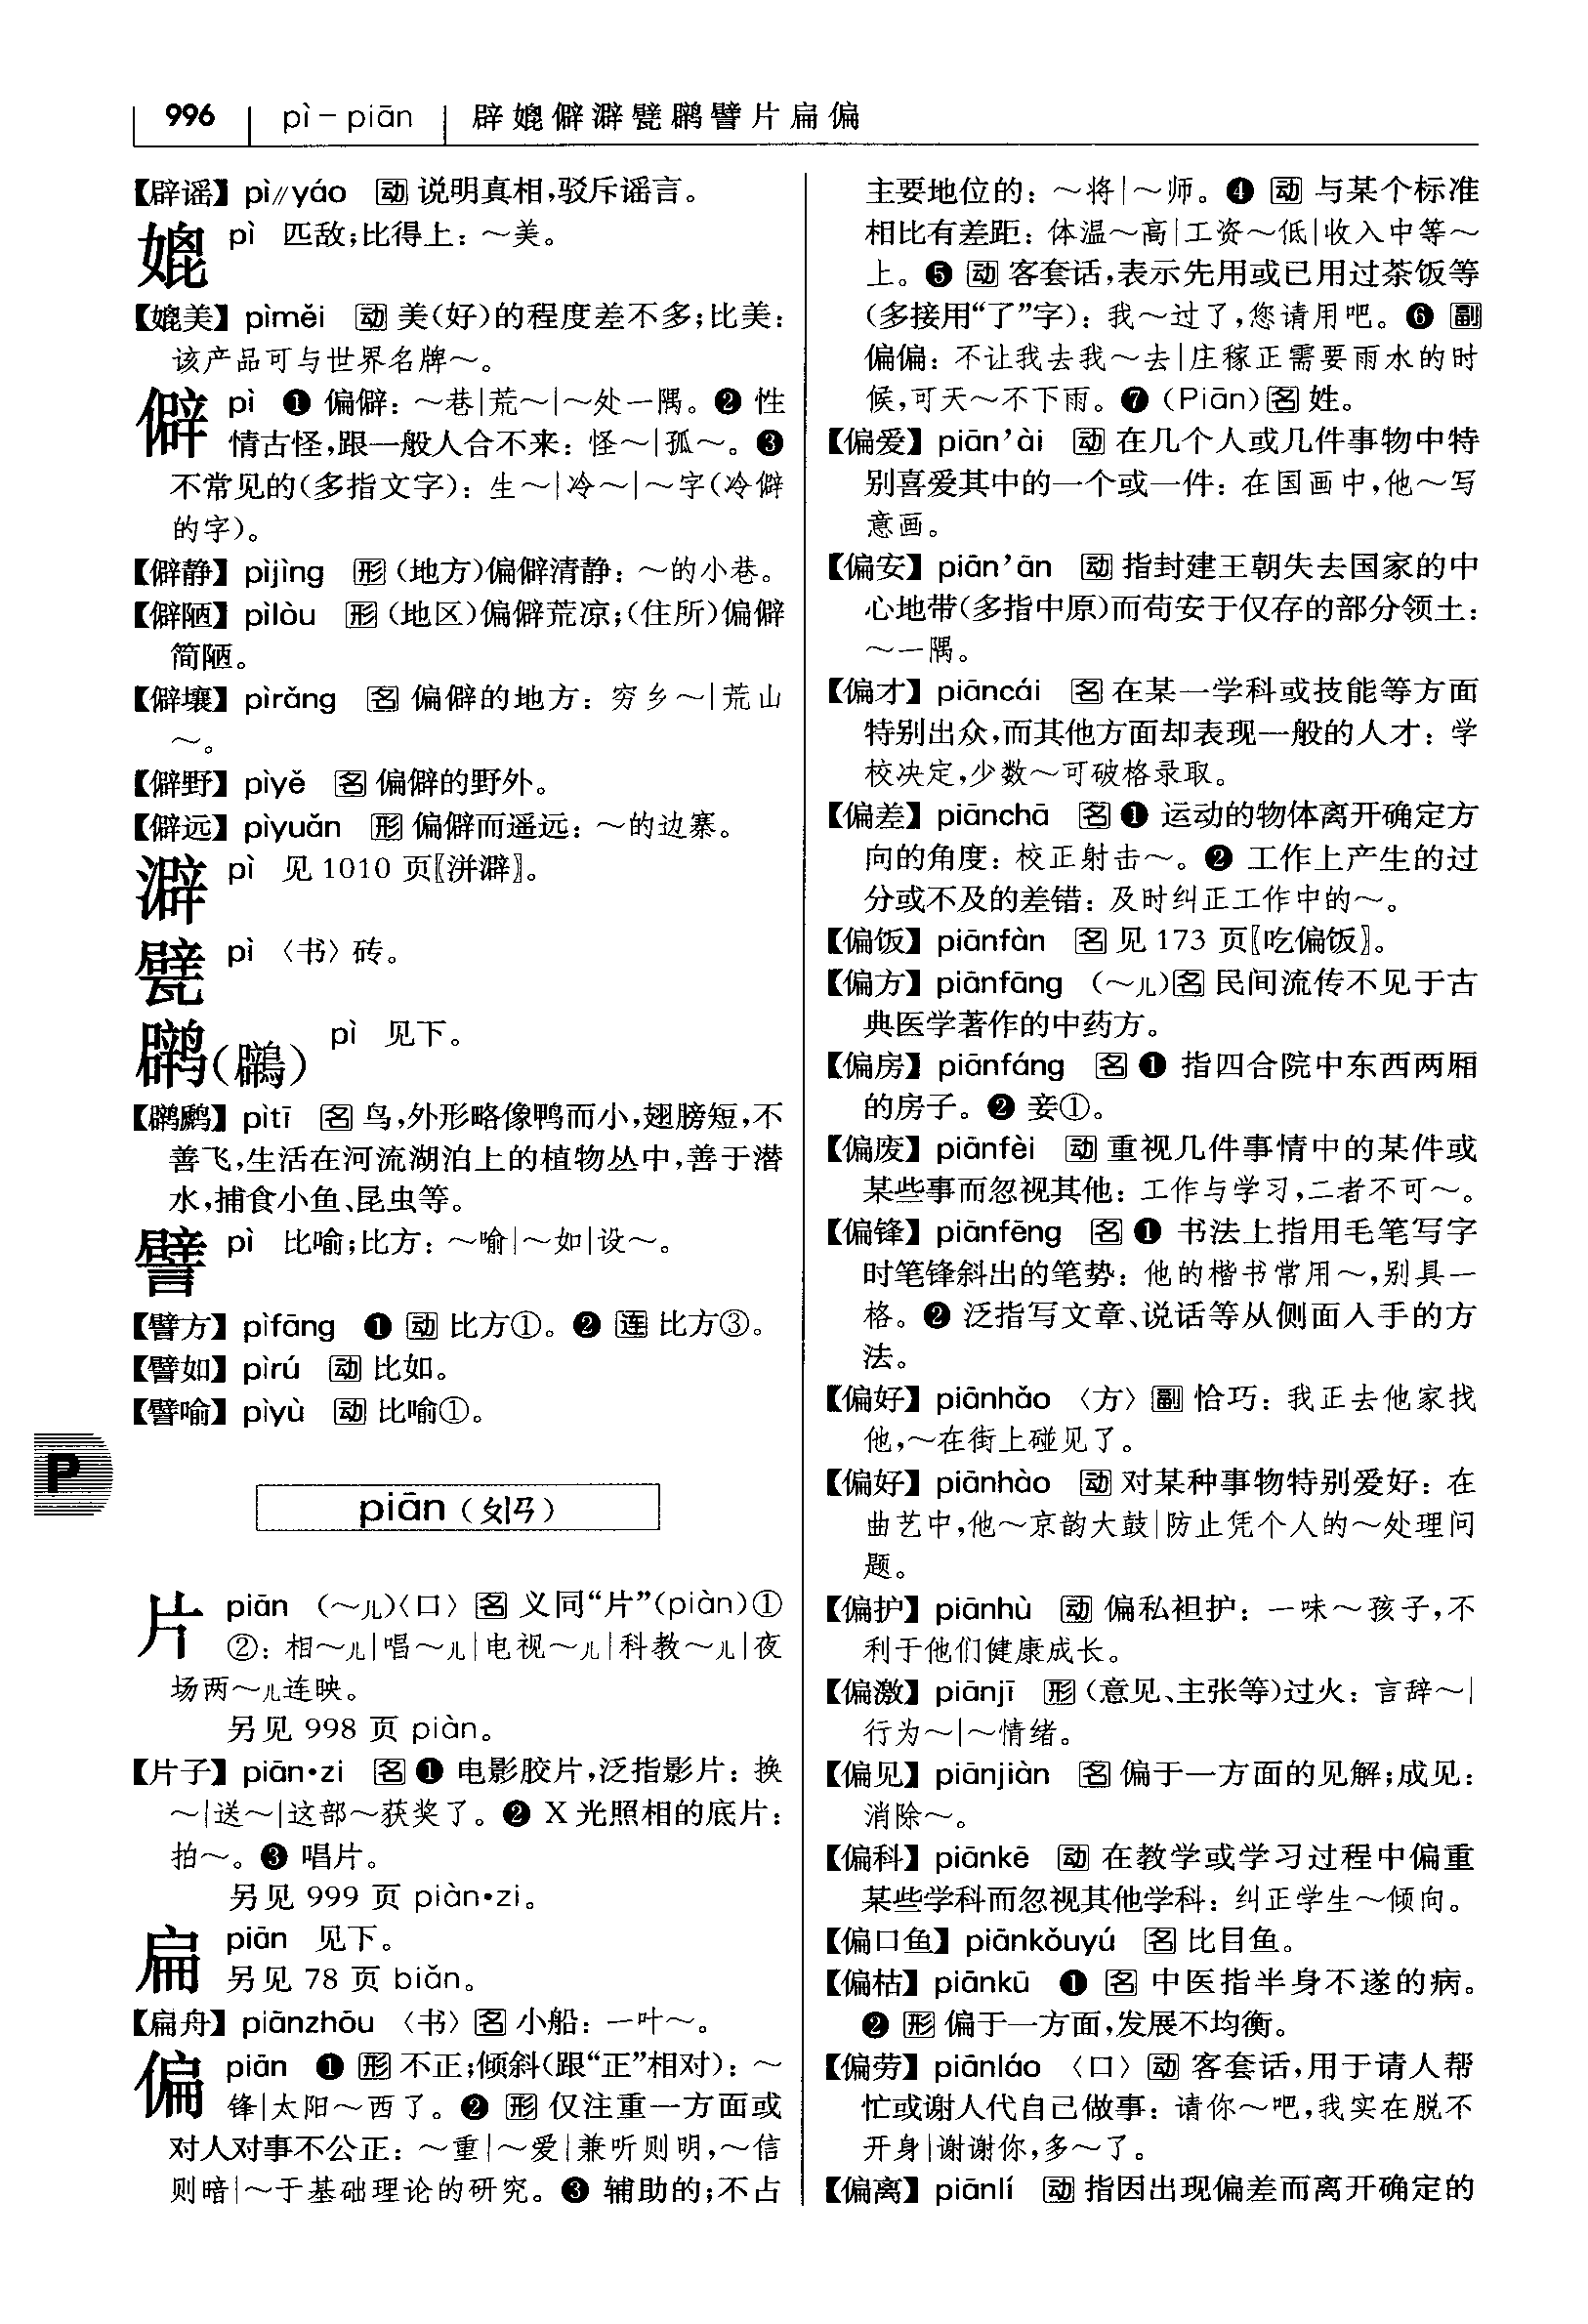 996 pì－piān 辟媲僻澼甓䴙譬片扁偏
【辟谣】pì∥yáo 动 说明真相,驳斥谣言。
媲 pì 匹敌;比得上：～美。
【媲美】pìměi 动 美(好)的程度差不多;比美：
该产品可与世界名牌～。
僻 pì ❶ 偏僻：～巷|荒～|～处一隅。❷ 性
情古怪,跟一般人合不来：怪～|孤～。❸
不常见的(多指文字)：生～|冷～|～字(冷僻
的字)。
【僻静】pìjìng 形 (地方)偏僻清静：～的小巷。
【僻陋】pìlòu 形 (地区)偏僻荒凉;(住所)偏僻
简陋。
【僻壤】pìrǎng 名 偏僻的地方：穷乡～|荒山
～。
【僻野】pìyě 名 偏僻的野外。
【僻远】pìyuǎn 形 偏僻而遥远：～的边寨。
澼 pì 见 1010 页〖洴澼〗。
甓 pì 〈书〉砖。
䴙(鸊) pì 见下。
【䴙䴘】pìtī 名 鸟,外形略像鸭而小,翅膀短,不
善飞,生活在河流湖泊上的植物丛中,善于潜
水,捕食小鱼、昆虫等。
譬 pì 比喻;比方：～喻|～如|设～。
【譬方】pìfāng ❶ 动 比方①。❷ 连 比方③。
【譬如】pìrú 动 比如。
【譬喻】pìyù 动 比喻①。
P
piān (ㄆㄧㄢ)
片 piān (～儿)〈口〉名 义同“片”(piàn)①
②：相～儿|唱～儿|电视～儿|科教～儿|夜
场两～儿连映。
另见 998 页 piàn。
【片子】piān•zi 名 ❶ 电影胶片,泛指影片：换
～|送～|这部～获奖了。❷ X光照相的底片：
拍～。❸ 唱片。
另见 999 页 piàn•zi。
扁 piān 见下。
另见 78 页 biǎn。
【扁舟】piānzhōu 〈书〉名 小船：一叶～。
偏 piān ❶ 形 不正;倾斜(跟“正”相对)：～
锋|太阳～西了。❷ 形 仅注重一方面或
对人对事不公正：～重|～爱|兼听则明,～信
则暗|～于基础理论的研究。❸ 辅助的;不占
主要地位的：～将|～师。❹ 动 与某个标准
相比有差距：体温～高|工资～低|收入中等～
上。❺ 动 客套话,表示先用或已用过茶饭等
(多接用“了”字)：我～过了,您请用吧。❻ 副
偏偏：不让我去我～去|庄稼正需要雨水的时
候,可天～不下雨。❼ (Piān)名 姓。
【偏爱】piān’ài 动 在几个人或几件事物中特
别喜爱其中的一个或一件：在国画中,他～写
意画。
【偏安】piān’ān 动 指封建王朝失去国家的中
心地带(多指中原)而苟安于仅存的部分领土：
～一隅。
【偏才】piāncái 名 在某一学科或技能等方面
特别出众,而其他方面却表现一般的人才：学
校决定,少数～可破格录取。
【偏差】piānchā 名 ❶ 运动的物体离开确定方
向的角度：校正射击～。❷ 工作上产生的过
分或不及的差错：及时纠正工作中的～。
【偏饭】piānfàn 名 见 173 页〖吃偏饭〗。
【偏方】piānfāng (～儿)名 民间流传不见于古
典医学著作的中药方。
【偏房】piānfáng 名 ❶ 指四合院中东西两厢
的房子。❷ 妾①。
【偏废】piānfèi 动 重视几件事情中的某件或
某些事而忽视其他：工作与学习,二者不可～。
【偏锋】piānfēng 名 ❶ 书法上指用毛笔写字
时笔锋斜出的笔势：他的楷书常用～,别具一
格。❷ 泛指写文章、说话等从侧面入手的方
法。
【偏好】piānhǎo 〈方〉副 恰巧：我正去他家找
他,～在街上碰见了。
【偏好】piānhào 动 对某种事物特别爱好：在
曲艺中,他～京韵大鼓|防止凭个人的～处理问
题。
【偏护】piānhù 动 偏私袒护：一味～孩子,不
利于他们健康成长。
【偏激】piānjī 形 (意见、主张等)过火：言辞～|
行为～|～情绪。
【偏见】piānjiàn 名 偏于一方面的见解;成见：
消除～。
【偏科】piānkē 动 在教学或学习过程中偏重
某些学科而忽视其他学科：纠正学生～倾向。
【偏口鱼】piānkǒuyú 名 比目鱼。
【偏枯】piānkū ❶ 名 中医指半身不遂的病。
❷ 形 偏于一方面,发展不均衡。
【偏劳】piānláo 〈口〉动 客套话,用于请人帮
忙或谢人代自己做事：请你～吧,我实在脱不
开身|谢谢你,多～了。
【偏离】piānlí 动 指因出现偏差而离开确定的